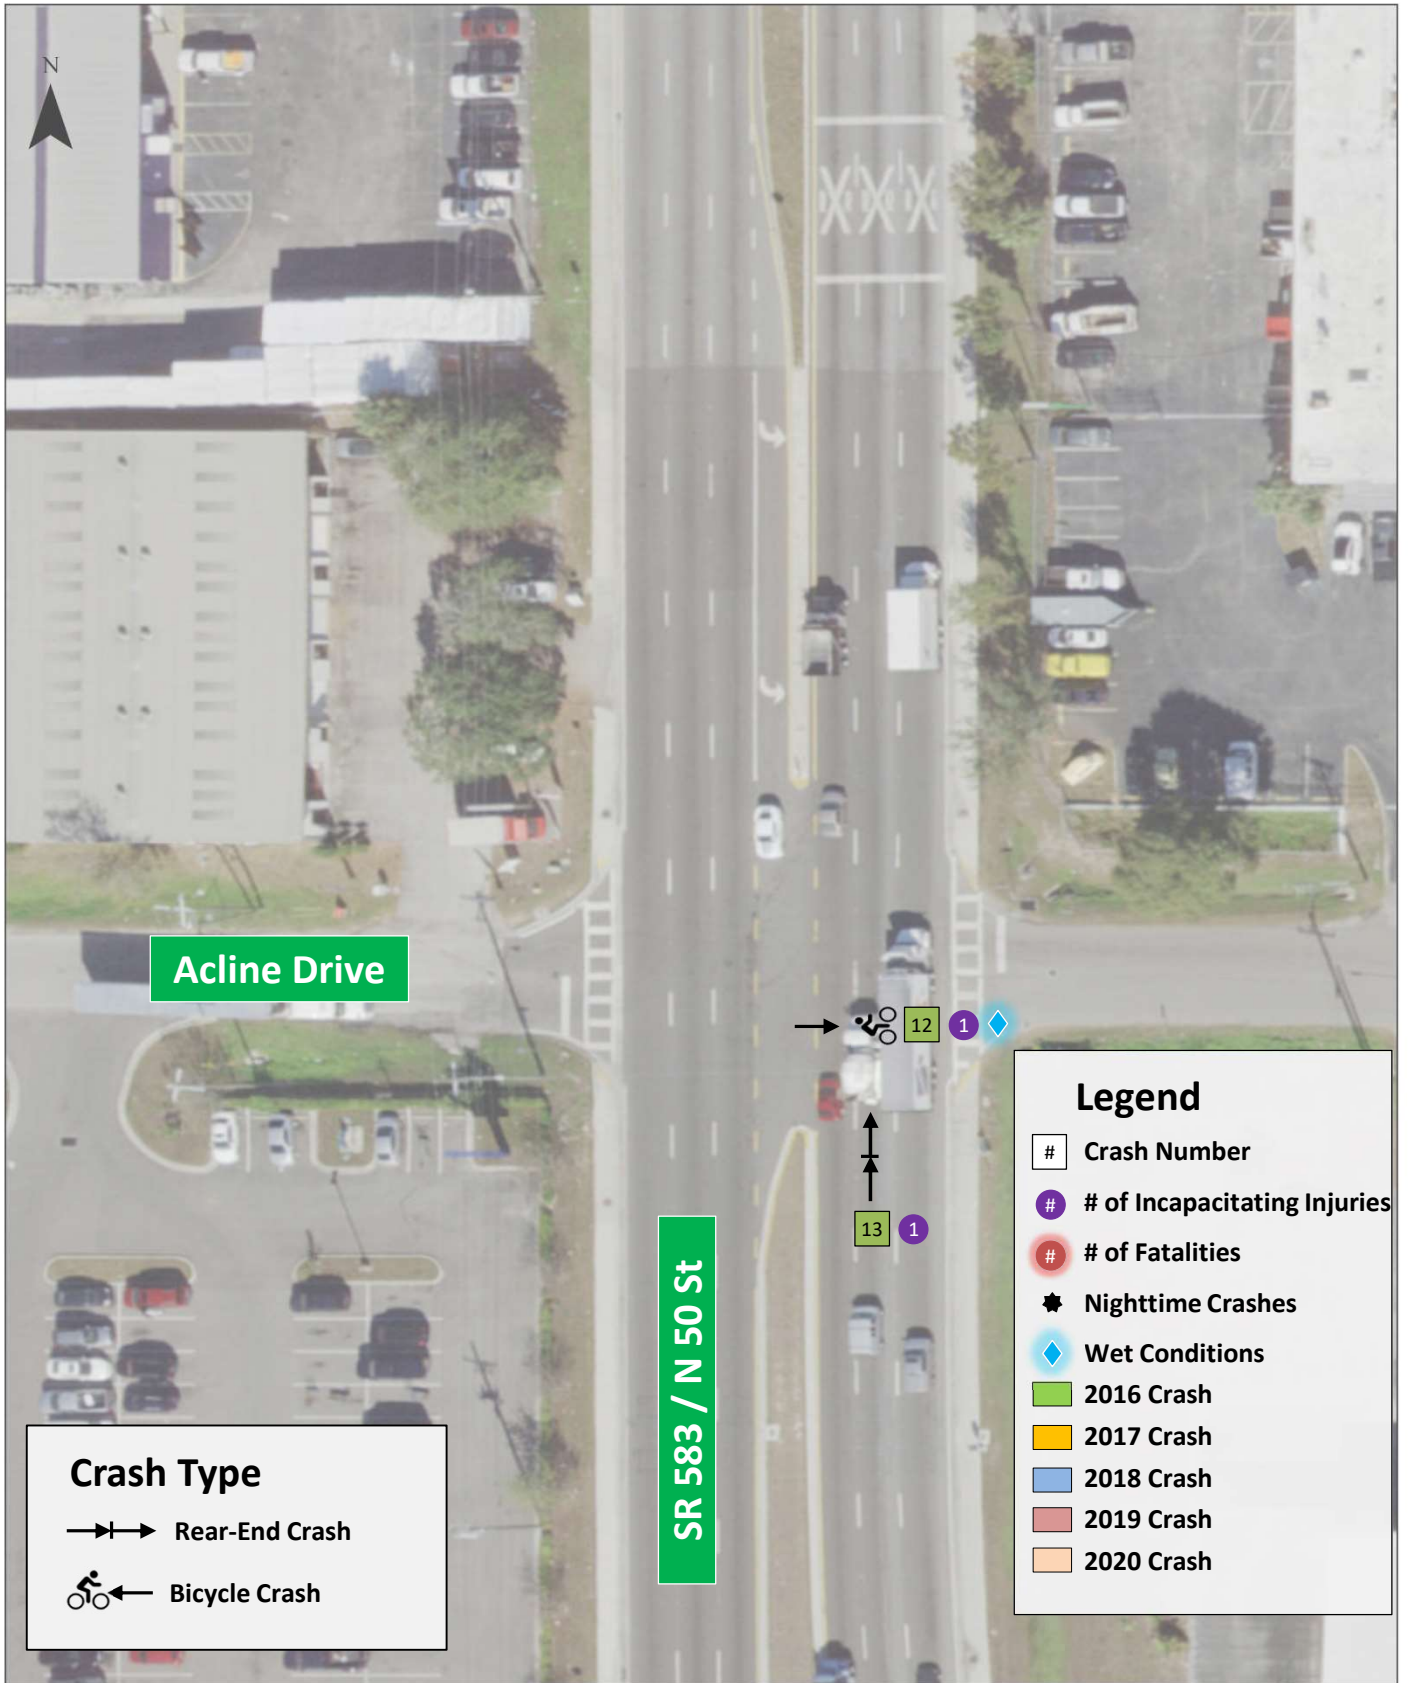 N
Acline Drive
12
1
13
1
SR 583 / N 50 St
Legend
# Crash Number
# # of Incapacitating Injuries
# # of Fatalities
Nighttime Crashes
Wet Conditions
2016 Crash
2017 Crash
2018 Crash
2019 Crash
2020 Crash
Crash Type
Rear-End Crash
Bicycle Crash